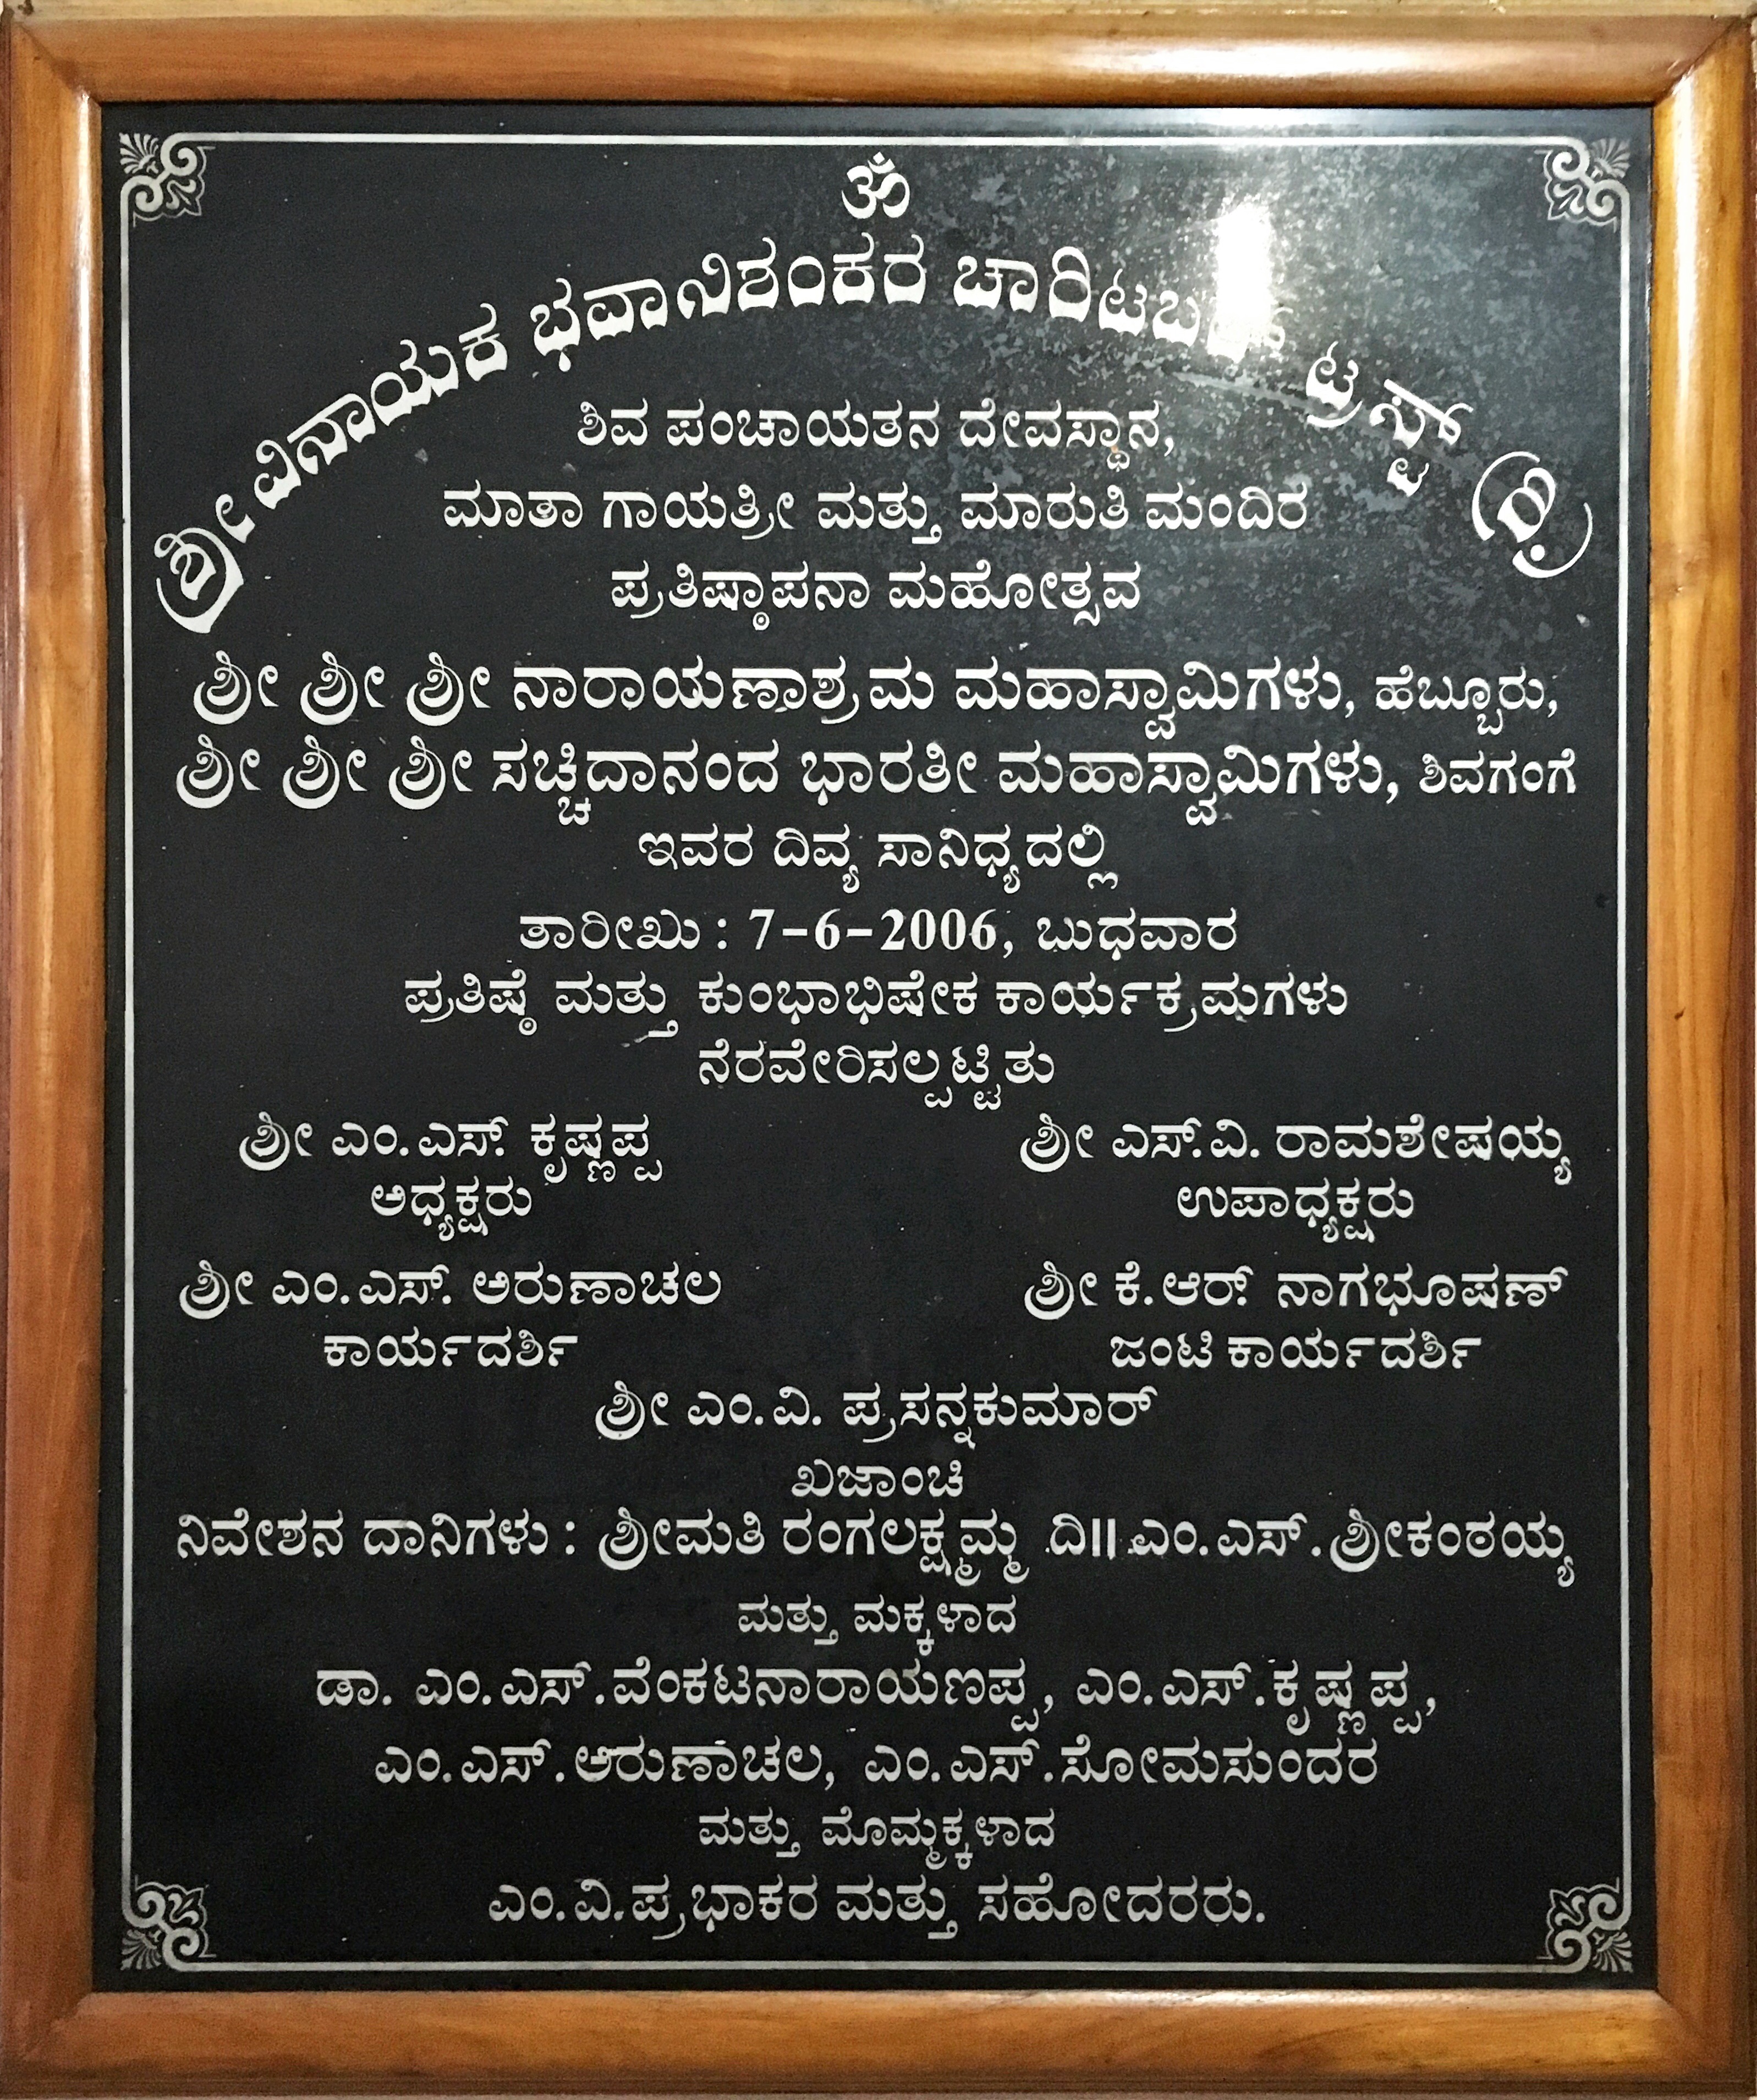 ಓಂ
ಶ್ರೀ ವಿನಾಯಕ ಭವಾನಿಶಂಕರ ಚಾರಿಟಬಲ್ ಟ್ರಸ್ಟ್ (ರಿ)
ಶಿವ ಪಂಚಾಯತನ ದೇವಸ್ಥಾನ,
ಮಾತಾ ಗಾಯತ್ರೀ ಮತ್ತು ಮಾರುತಿ ಮಂದಿರ
ಪ್ರತಿಷ್ಠಾಪನಾ ಮಹೋತ್ಸವ
ಶ್ರೀ ಶ್ರೀ ಶ್ರೀ ನಾರಾಯಣಾಶ್ರಮ ಮಹಾಸ್ವಾಮಿಗಳು, ಹೆಬ್ಬೂರು,
ಶ್ರೀ ಶ್ರೀ ಶ್ರೀ ಸಚ್ಚಿದಾನಂದ ಭಾರತೀ ಮಹಾಸ್ವಾಮಿಗಳು, ಶಿವಗಂಗೆ
ಇವರ ದಿವ್ಯ ಸಾನಿಧ್ಯದಲ್ಲಿ
ತಾರೀಖು : 7-6-2006, ಬುಧವಾರ
ಪ್ರತಿಷ್ಠೆ ಮತ್ತು ಕುಂಭಾಭಿಷೇಕ ಕಾರ್ಯಕ್ರಮಗಳು
ನೆರವೇರಿಸಲ್ಪಟ್ಟಿತು
ಶ್ರೀ ಎಂ.ಎಸ್. ಕೃಷ್ಣಪ್ಪ ಶ್ರೀ ಎಸ್.ವಿ. ರಾಮಶೇಷಯ್ಯ
ಅಧ್ಯಕ್ಷರು ಉಪಾಧ್ಯಕ್ಷರು
ಶ್ರೀ ಎಂ.ಎಸ್. ಅರುಣಾಚಲ ಶ್ರೀ ಕೆ.ಆರ್. ನಾಗಭೂಷಣ್
ಕಾರ್ಯದರ್ಶಿ ಜಂಟಿ ಕಾರ್ಯದರ್ಶಿ
ಶ್ರೀ ಎಂ.ವಿ. ಪ್ರಸನ್ನಕುಮಾರ್
ಖಜಾಂಚಿ
ನಿವೇಶನ ದಾನಿಗಳು : ಶ್ರೀಮತಿ ರಂಗಲಕ್ಷ್ಮಮ್ಮ ದಿ॥ ಎಂ.ಎಸ್.ಶ್ರೀಕಂಠಯ್ಯ
ಮತ್ತು ಮಕ್ಕಳಾದ
ಡಾ. ಎಂ.ಎಸ್.ವೆಂಕಟನಾರಾಯಣಪ್ಪ, ಎಂ.ಎಸ್.ಕೃಷ್ಣಪ್ಪ,
ಎಂ.ಎಸ್.ಅರುಣಾಚಲ, ಎಂ.ಎಸ್.ಸೋಮಸುಂದರ
ಮತ್ತು ಮೊಮ್ಮಕ್ಕಳಾದ
ಎಂ.ವಿ.ಪ್ರಭಾಕರ ಮತ್ತು ಸಹೋದರರು.